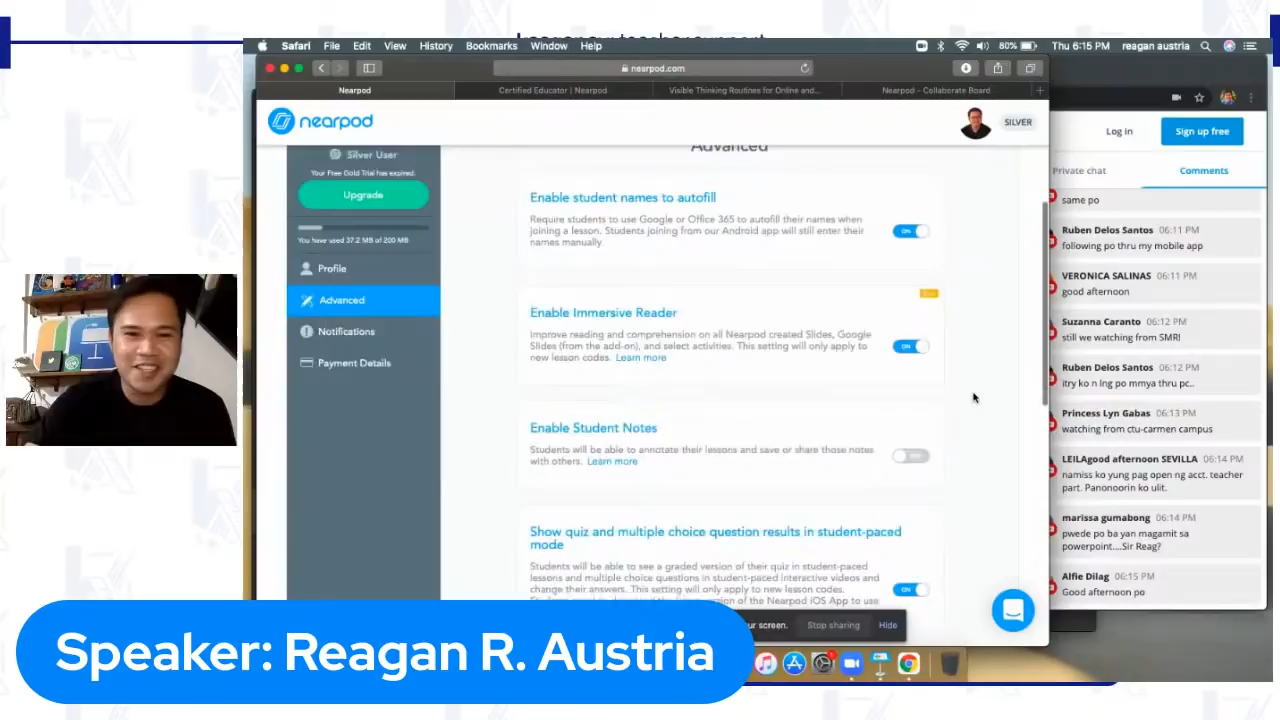 Safari File Edit View History Bookmarks Window Help
80% Thu 6:15 PM reagan austria
nearpod.com
Nearpod
Certified Educator | Nearpod
Visible Thinking Routines for Online and...
Nearpod - Collaborate Board
nearpod
SILVER
Silver User
Your Free Gold Trial has expired.
Upgrade
You have used 37.2 MB of 200 MB
Profile
Advanced
Notifications
Payment Details
Advanced
Enable student names to autofill
Require students to use Google or Office 365 to autofill their names when
joining a lesson. Students joining from our Android app will still enter their
names manually.
ON
Enable Immersive Reader
Improve reading and comprehension on all Nearpod created Slides, Google
Slides (from the add-on), and select activities. This setting will only apply to
new lesson codes. Learn more
ON
Enable Student Notes
Students will be able to annotate their lessons and save or share those notes
with others. Learn more
Show quiz and multiple choice question results in student-paced
mode
Students will be able to see a graded version of their quiz in student-paced
lessons and multiple choice questions in student-paced interactive videos and
change their answers. This setting will only apply to new lesson codes.
ON
of the Nearpod iOS App to use
ur screen. Stop sharing Hide
Log in
Sign up free
Private chat
Comments
same po
Ruben Delos Santos 06:11 PM
following po thru my mobile app
VERONICA SALINAS 06:11 PM
good afternoon
Suzanna Caranto 06:12 PM
still we watching from SMR!
Ruben Delos Santos 06:12 PM
itry ko n lng po mmya thru pc..
Princess Lyn Gabas 06:13 PM
watching from ctu-carmen campus
LEILAgood afternoon SEVILLA 06:14 PM
namiss ko yung pag open ng acct. teacher
part. Panonoorin ko ulit.
marissa gumabong 06:14 PM
pwede po ba yan magamit sa
powerpoint....Sir Reag?
Alfie Dilag 06:15 PM
Good afternoon po
Speaker: Reagan R. Austria